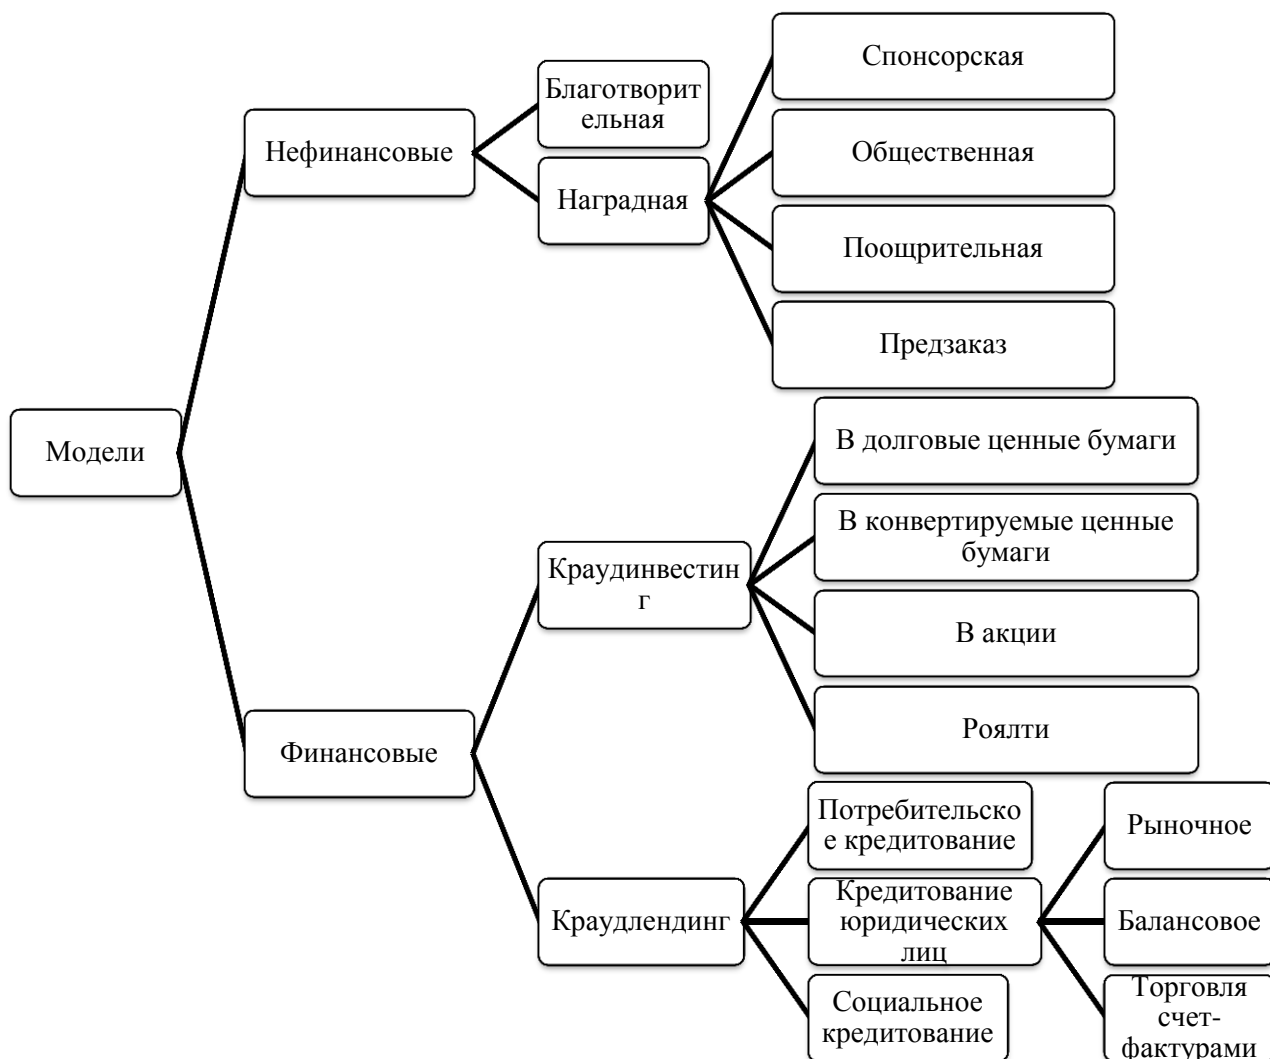 Модели
Нефинансовые
Благотворит
ельная
Наградная
Спонсорская
Общественная
Поощрительная
Предзаказ
Финансовые
Краудинвестин
г
В долговые ценные бумаги
В конвертируемые ценные
бумаги
В акции
Роялти
Краудлендинг
Потребительско
е кредитование
Кредитование
юридических
лиц
Рыночное
Балансовое
Торговля
счет-
фактурами
Социальное
кредитование